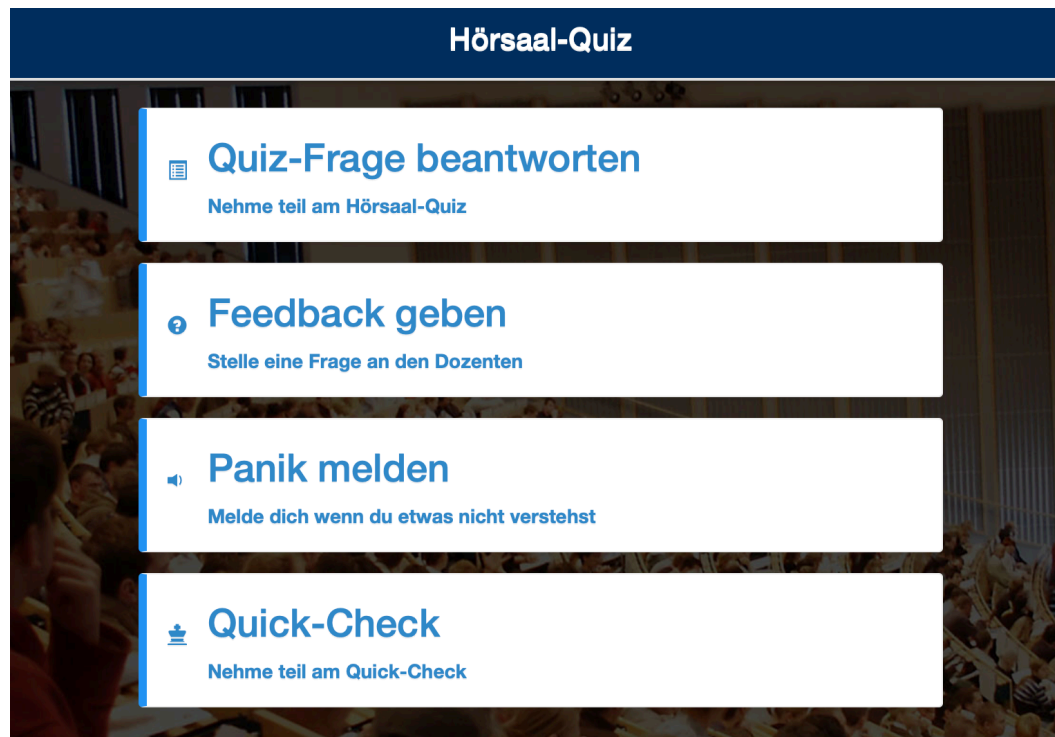 Hörsaal-Quiz
Quiz-Frage beantworten
Nehme teil am Hörsaal-Quiz
Feedback geben
Stelle eine Frage an den Dozenten
Panik melden
Melde dich wenn du etwas nicht verstehst
Quick-Check
Nehme teil am Quick-Check